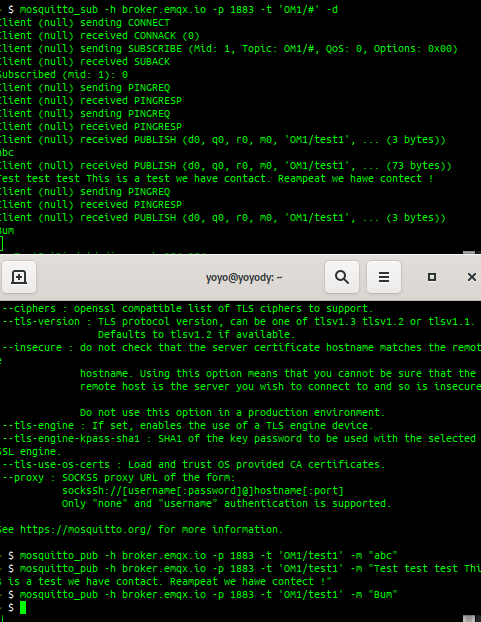 $ mosquitto_sub -h broker.emqx.io -p 1883 -t 'OM1/#' -d
Client (null) sending CONNECT
Client (null) received CONNACK (0)
Client (null) sending SUBSCRIBE (Mid: 1, Topic: OM1/#, QoS: 0, Options: 0x00)
Client (null) received SUBACK
Subscribed (mid: 1): 0
Client (null) sending PINGREQ
Client (null) received PINGRESP
Client (null) sending PINGREQ
Client (null) received PINGRESP
Client (null) received PUBLISH (d0, q0, r0, m0, 'OM1/test1', ... (3 bytes))
abc
Client (null) received PUBLISH (d0, q0, r0, m0, 'OM1/test1', ... (73 bytes))
Test test test This is a test we have contact. Reampeat we hawe contect !
Client (null) sending PINGREQ
Client (null) received PINGRESP
Client (null) received PUBLISH (d0, q0, r0, m0, 'OM1/test1', ... (3 bytes))
Bum
yoyo@yoyody: ~
--ciphers : openssl compatible list of TLS ciphers to support.
--tls-version : TLS protocol version, can be one of tlsv1.3 tlsv1.2 or tlsv1.1.
Defaults to tlsv1.2 if available.
--insecure : do not check that the server certificate hostname matches the remot
e
hostname. Using this option means that you cannot be sure that the
remote host is the server you wish to connect to and so is insecure
Do not use this option in a production environment.
--tls-engine : If set, enables the use of a TLS engine device.
--tls-engine-kpass-sha1 : SHA1 of the key password to be used with the selected
SSL engine.
--tls-use-os-certs : Load and trust OS provided CA certificates.
--proxy : SOCKS5 proxy URL of the form:
socks5h://[username[:password]@]hostname[:port]
Only "none" and "username" authentication is supported.
See https://mosquitto.org/ for more information.
$ mosquitto_pub -h broker.emqx.io -p 1883 -t 'OM1/test1' -m "abc"
$ mosquitto_pub -h broker.emqx.io -p 1883 -t 'OM1/test1' -m "Test test test Thi
s is a test we have contact. Reampeat we hawe contect !"
$ mosquitto_pub -h broker.emqx.io -p 1883 -t 'OM1/test1' -m "Bum"
$